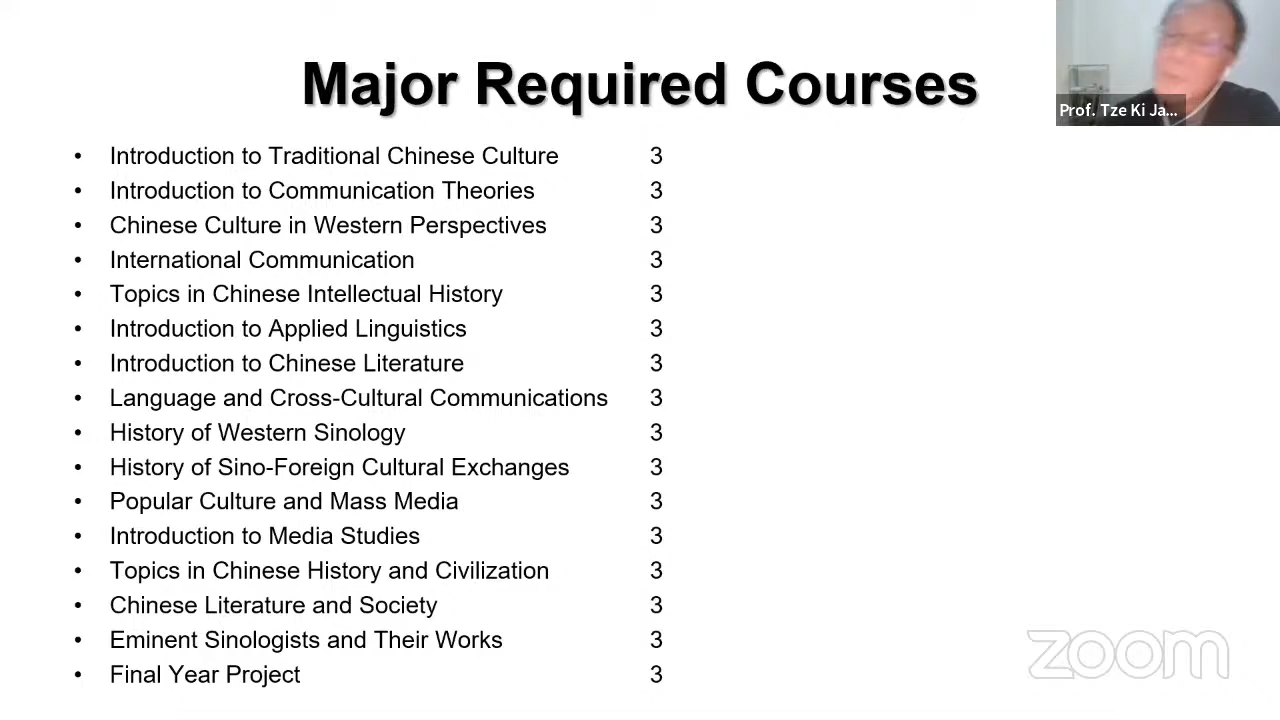 Major Required Courses
Prof. Tze Ki Ja...
• Introduction to Traditional Chinese Culture 3
• Introduction to Communication Theories 3
• Chinese Culture in Western Perspectives 3
• International Communication 3
• Topics in Chinese Intellectual History 3
• Introduction to Applied Linguistics 3
• Introduction to Chinese Literature 3
• Language and Cross-Cultural Communications 3
• History of Western Sinology 3
• History of Sino-Foreign Cultural Exchanges 3
• Popular Culture and Mass Media 3
• Introduction to Media Studies 3
• Topics in Chinese History and Civilization 3
• Chinese Literature and Society 3
• Eminent Sinologists and Their Works 3
• Final Year Project 3
zoom